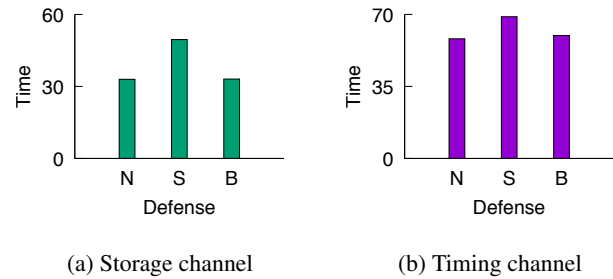 60
30
0
Time
N S B
Defense
(a) Storage channel
70
35
0
Time
N S B
Defense
(b) Timing channel